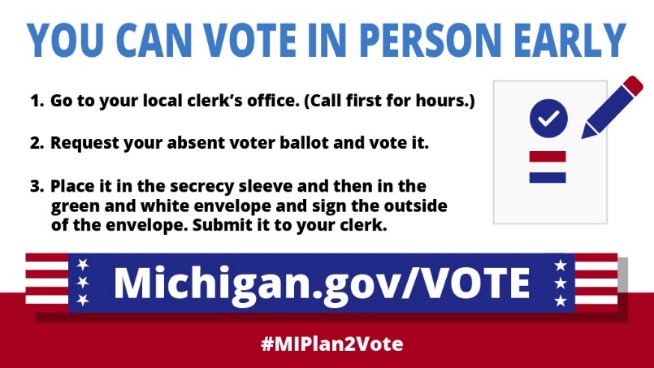 YOU CAN VOTE IN PERSON EARLY
1. Go to your local clerk’s office. (Call first for hours.)
2. Request your absent voter ballot and vote it.
3. Place it in the secrecy sleeve and then in the
green and white envelope and sign the outside
of the envelope. Submit it to your clerk.
Michigan.gov/VOTE
#MIPlan2Vote